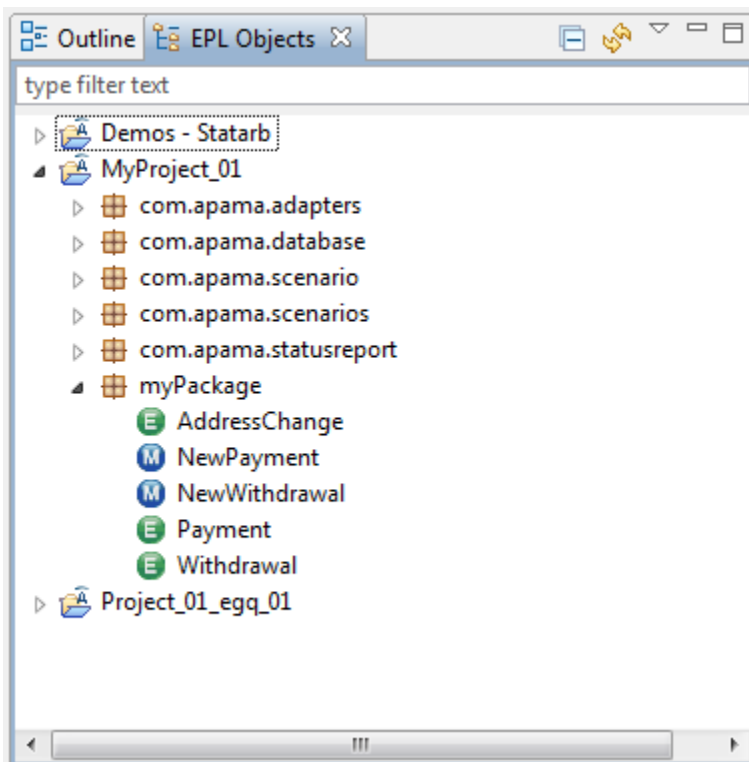 Outline EPL Objects
type filter text
Demos - Statarb
MyProject_01
com.apama.adapters
com.apama.database
com.apama.scenario
com.apama.scenarios
com.apama.statusreport
myPackage
E AddressChange
M NewPayment
M NewWithdrawal
E Payment
E Withdrawal
Project_01_egq_01